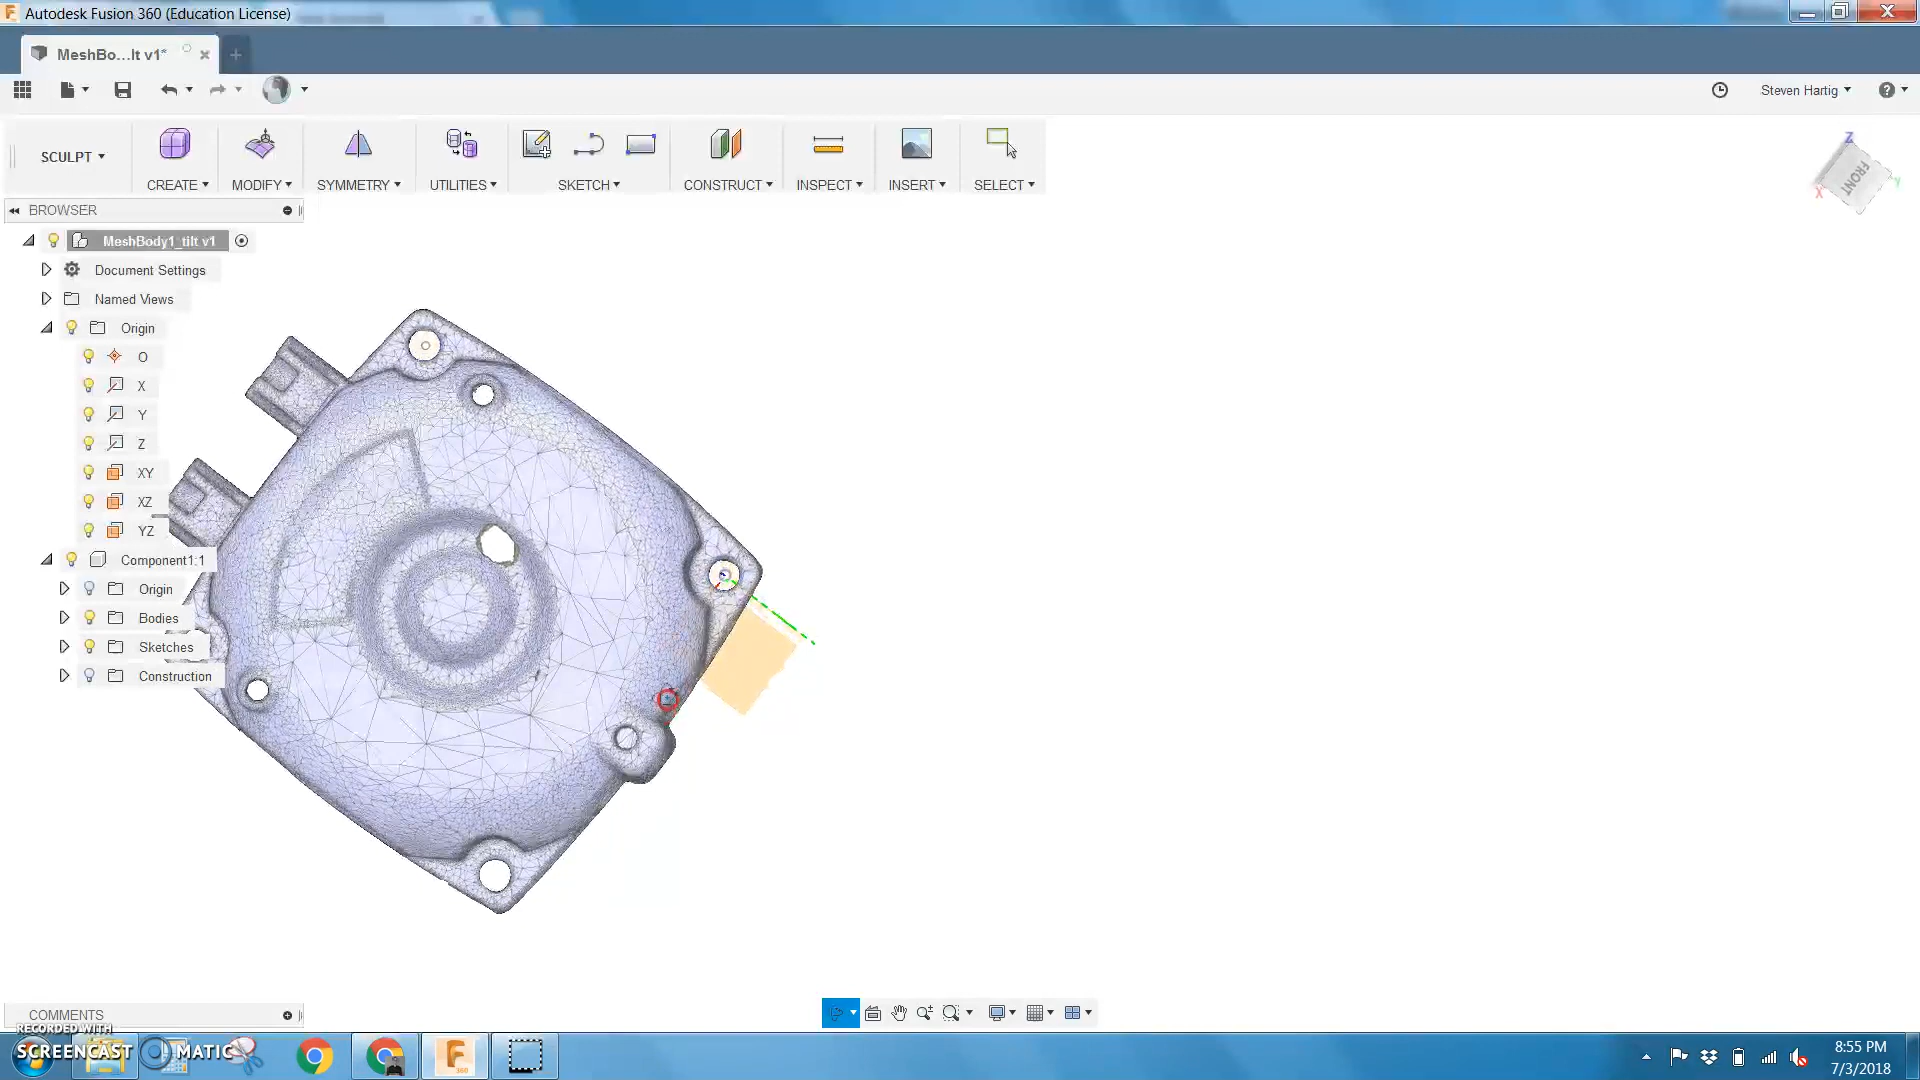 Autodesk Fusion 360 (Education License)
MeshBo...lt v1*
Steven Hartig
SCULPT
CREATE
MODIFY
SYMMETRY
UTILITIES
SKETCH
CONSTRUCT
INSPECT
INSERT
SELECT
Z
FRONT
X
Y
BROWSER
MeshBody1_tilt v1
Document Settings
Named Views
Origin
O
X
Y
Z
XY
XZ
YZ
Component1:1
Origin
Bodies
Sketches
Construction
COMMENTS
RECORDED WITH
SCREENCAST MATIC
360
8:55 PM
7/3/2018